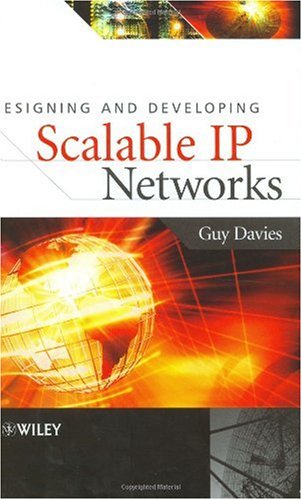 ESIGNING AND DEVELOPING
Scalable IP
Networks
Guy Davies
WILEY